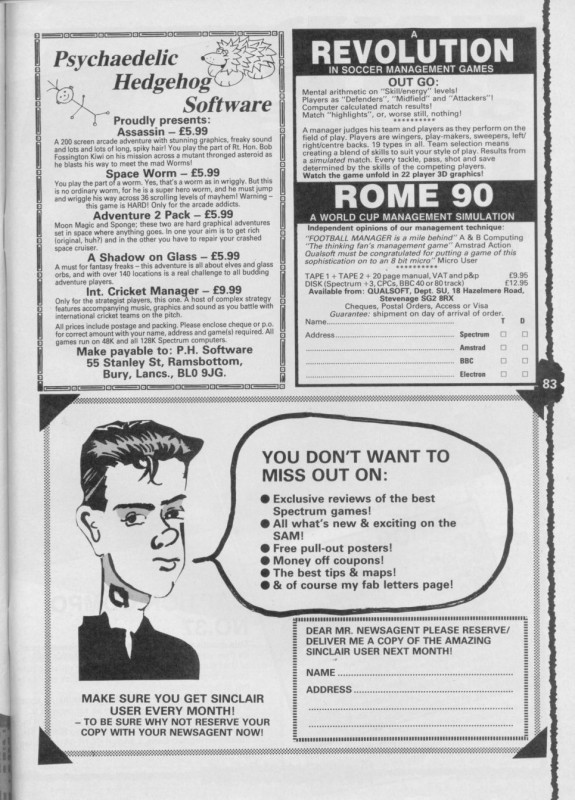 Psychaedelic
Hedgehog
Software
Proudly presents:
Assassin – £5.99
A 200 screen arcade adventure with stunning graphics, freaky sound
and lots and lots of long, spiky hair! You play the part of Rt. Hon. Bob
Fossington Kiwi on his mission across a mutant thronged asteroid as
he blasts his way to meet the mad Worms!
Space Worm – £5.99
You play the part of a worm. Yes, that's a worm as in wriggly. But this
is no ordinary worm, for he is a super hero worm, and he must jump
and wriggle his way across 36 scrolling levels of mayhem! Warning –
this game is HARD! Only for the arcade addicts.
Adventure 2 Pack – £5.99
Moon Magic and Sponge; these two are hard graphical adventures
set in space where anything goes. In one your aim is to get rich
(original, huh?) and in the other you have to repair your crashed
space cruiser.
A Shadow on Glass – £5.99
A must for fantasy freaks – this adventure is all about elves and glass
orbs, and with over 140 locations is a real challenge to all budding
adventure players.
Int. Cricket Manager – £9.99
Only for the strategic players, this one. A host of complex strategy
features accompanying music, graphics and sound as you battle with
international cricket teams on the pitch.
All prices include postage and packing. Please enclose cheque or p.o.
for correct amount with your name, address and game(s) required. All
games run on 48K and all 128K Spectrum computers.
Make payable to: P.H. Software
55 Stanley St, Ramsbottom,
Bury, Lancs., BL0 9JG.
A
REVOLUTION
IN SOCCER MANAGEMENT GAMES
OUT GO:
Mental arithmetic on "Skill/energy" levels!
Players as "Defenders", "Midfield" and "Attackers"!
Computer calculated match results!
Match "highlights", or, worse still, nothing!
**********
A manager judges his team and players as they perform on the
field of play. Players are wingers, play-makers, sweepers, left/
right/centre backs. 19 types in all. Team selection means
creating a blend of skills to suit your style of play. Results from
a simulated match. Every tackle, pass, shot and save
determined by the skills of the competing players.
Watch the game unfold in 22 player 3D graphics!
ROME 90
A WORLD CUP MANAGEMENT SIMULATION
Independent opinions of our management technique:
"FOOTBALL MANAGER is a mile behind" A & B Computing
"The thinking fan's management game" Amstrad Action
Qualsoft must be congratulated for putting a game of this
sophistication on to an 8 bit micro" Micro User
**********
TAPE 1 + TAPE 2 + 20 page manual, VAT and p&p £9.95
DISK (Spectrum +3, CPCs, BBC 40 or 80 track) £12.95
Available from: QUALSOFT, Dept. SU, 18 Hazelmere Road,
Stevenage SG2 8RX
Cheques, Postal Orders, Access or Visa
Guarantee: shipment on day of arrival of order.
Name T D
Address Spectrum
Amstrad
BBC
Electron
83
YOU DON'T WANT TO
MISS OUT ON:
● Exclusive reviews of the best
Spectrum games!
● All what's new & exciting on the
SAM!
● Free pull-out posters!
● Money off coupons!
● The best tips & maps!
● & of course my fab letters page!
MAKE SURE YOU GET SINCLAIR
USER EVERY MONTH!
– TO BE SURE WHY NOT RESERVE YOUR
COPY WITH YOUR NEWSAGENT NOW!
DEAR MR. NEWSAGENT PLEASE RESERVE/
DELIVER ME A COPY OF THE AMAZING
SINCLAIR USER NEXT MONTH!
NAME
ADDRESS